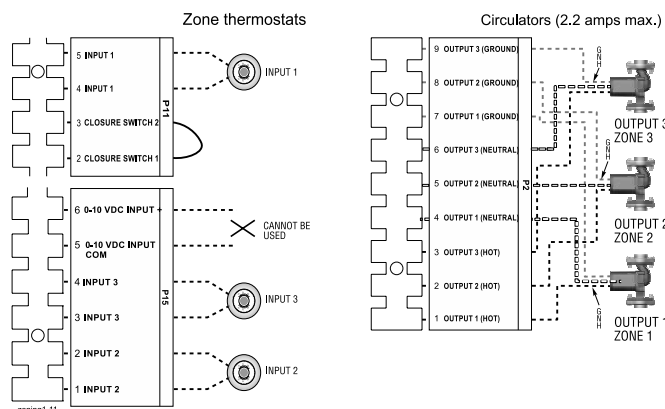 Zone thermostats
5 INPUT 1
4 INPUT 1
3 CLOSURE SWITCH 2
2 CLOSURE SWITCH 1
P11
INPUT 1
6 0-10 VDC INPUT +
5 0-10 VDC INPUT
COM
4 INPUT 3
3 INPUT 3
2 INPUT 2
1 INPUT 2
P15
CANNOT BE
USED
INPUT 3
INPUT 2
Circulators (2.2 amps max.)
9 OUTPUT 3 (GROUND)
8 OUTPUT 2 (GROUND)
7 OUTPUT 1 (GROUND)
6 OUTPUT 3 (NEUTRAL)
5 OUTPUT 2 (NEUTRAL)
4 OUTPUT 1 (NEUTRAL)
3 OUTPUT 3 (HOT)
2 OUTPUT 2 (HOT)
1 OUTPUT 1 (HOT)
P2
G
N
H
OUTPUT 3
ZONE 3
G
N
H
OUTPUT 2
ZONE 2
G
N
H
OUTPUT 1
ZONE 1